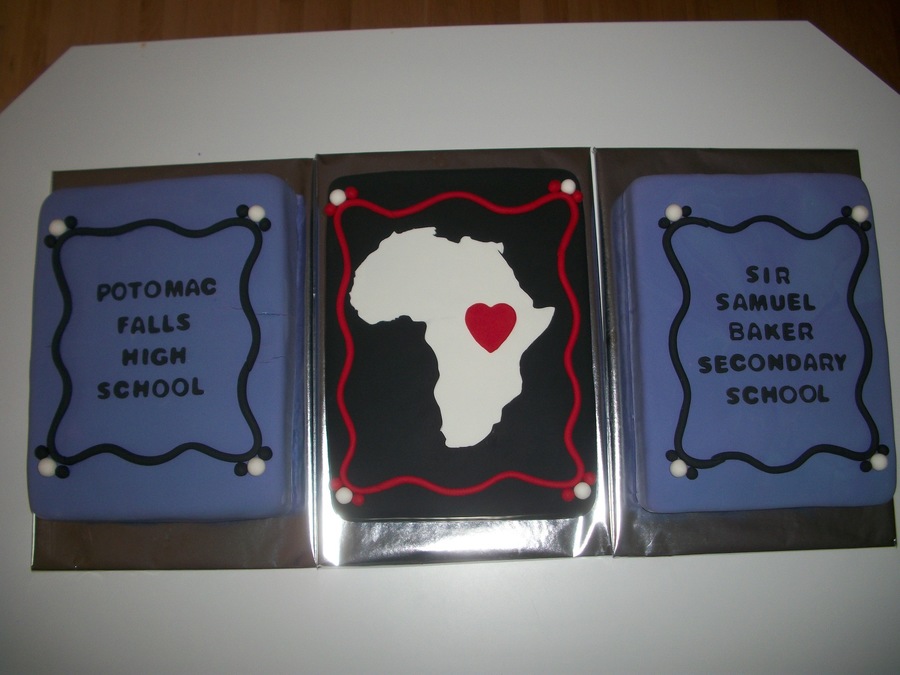 POTOMAC
FALLS
HIGH
SCHOOL
SIR
SAMUEL
BAKER
SECONDARY
SCHOOL